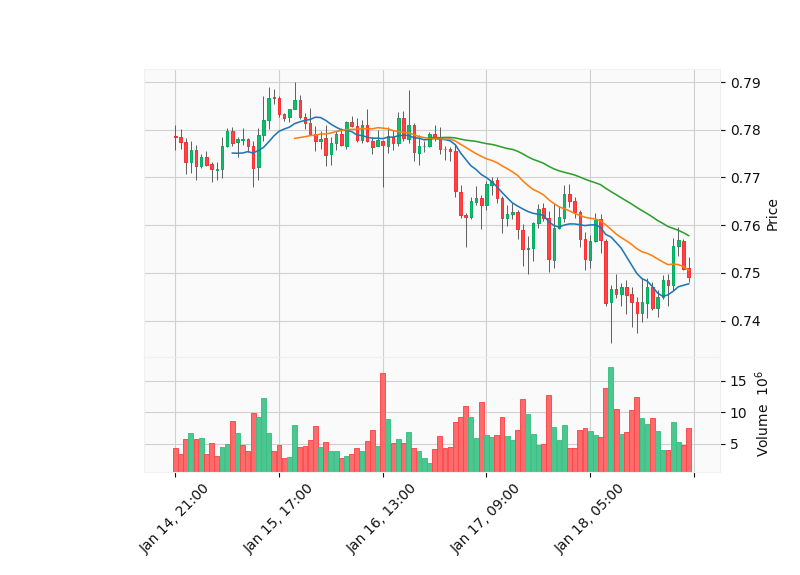 0.79
0.78
0.77
0.76
0.75
0.74
Price
15
10
5
Volume 10^6
Jan 14, 21:00
Jan 15, 17:00
Jan 16, 13:00
Jan 17, 09:00
Jan 18, 05:00